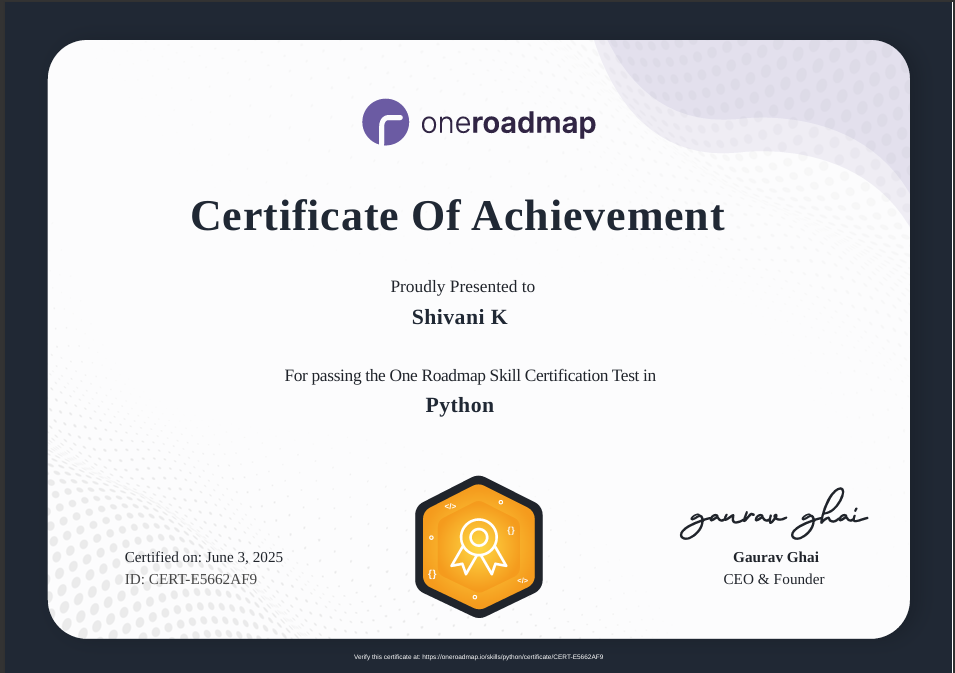 oneroadmap
Certificate Of Achievement
Proudly Presented to
Shivani K
For passing the One Roadmap Skill Certification Test in
Python
</>
{}
{}
</>
gaurav ghai
Certified on: June 3, 2025
ID: CERT-E5662AF9
Gaurav Ghai
CEO & Founder
Verify this certificate at: https://oneroadmap.io/skills/python/certificate/CERT-E5662AF9